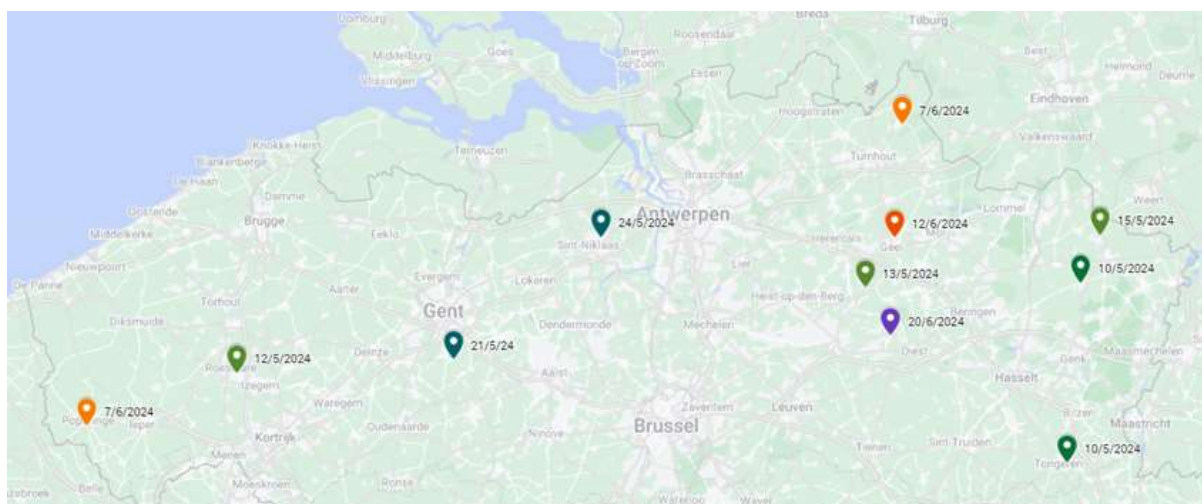 Domburg
Breda
Tilburg
Roosendaal
Middelburg
Goes
Bergen
op Zoom
Best
Helmond
Deurne
Vlissingen
Essen
Eindhoven
Hoogstraten
7/6/2024
Valkenswaard
Knokke-Heist
Terneuzen
Turnhout
Blankenberge
De Haan
Brasschaat
Damme
Weert
Oostende
Brugge
Antwerpen
Lommel
15/5/2024
24/5/2024
12/6/2024
Middelkerke
Eeklo
Sint-Niklaas
Herentals
Geel
Nieuwpoort
Lier
10/5/2024
De Panne
Evergem
Lokeren
13/5/2024
Torhout
Aalter
Heist-op-den-Berg
Gent
Beringen
Diksmuide
Dendermonde
Mechelen
20/6/2024
21/5/24
Diest
Maasmechelen
12/5/2024
Deinze
Genk
Roeselare
Aalst
Hasselt
Izegem
Waregem
Zaventem
Leuven
7/6/2024
Poperinge
Ieper
Bilzen
Maastricht
Oudenaarde
Brussel
Kortrijk
Ninove
Tienen
Sint-Truiden
10/5/2024
Menen
Tongeren
Belle
Moeskroen
Ronse
Waterloo
Waver